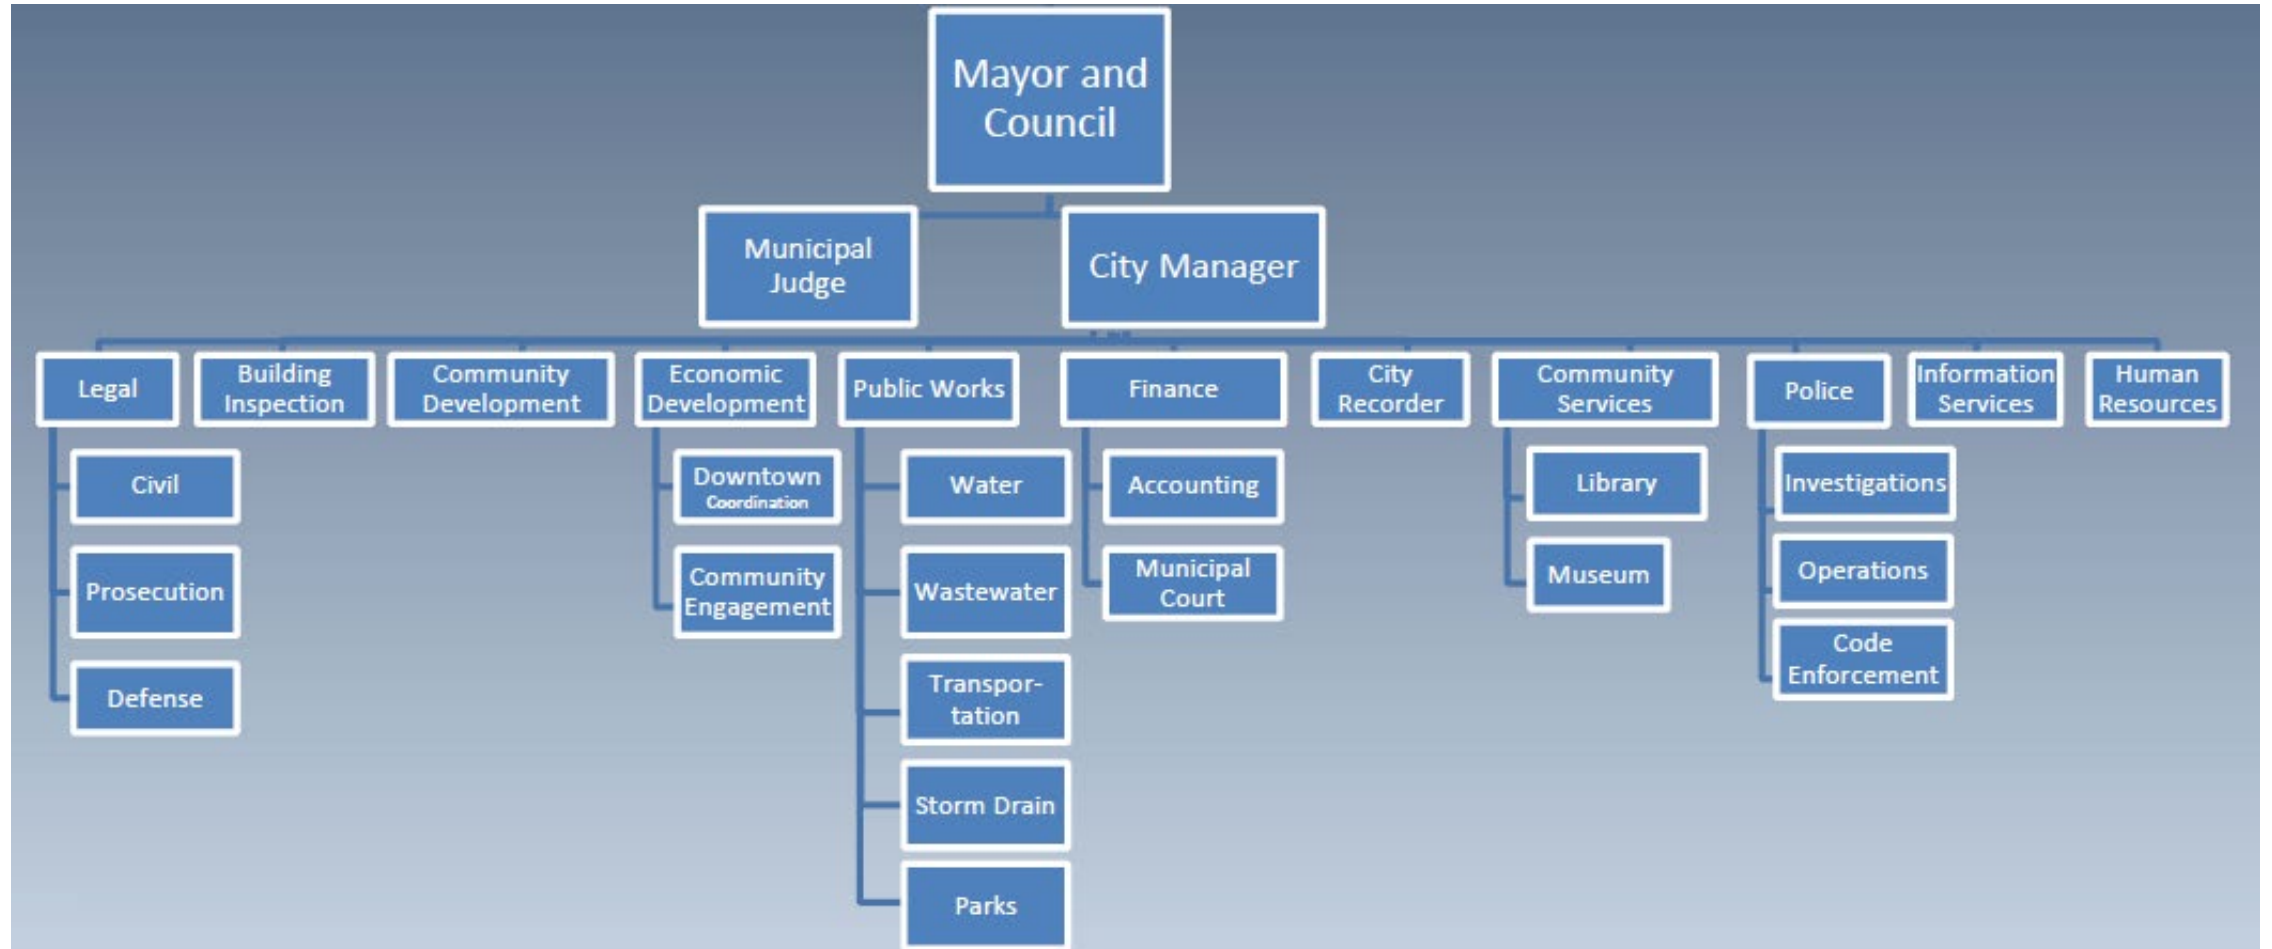 Mayor and
Council
Municipal
Judge
City Manager
Legal
Building
Inspection
Community
Development
Economic
Development
Public Works
Finance
City
Recorder
Community
Services
Police
Information
Services
Human
Resources
Civil
Prosecution
Defense
Downtown
Coordination
Community
Engagement
Water
Wastewater
Transpor-
tation
Storm Drain
Parks
Accounting
Municipal
Court
Library
Museum
Investigations
Operations
Code
Enforcement